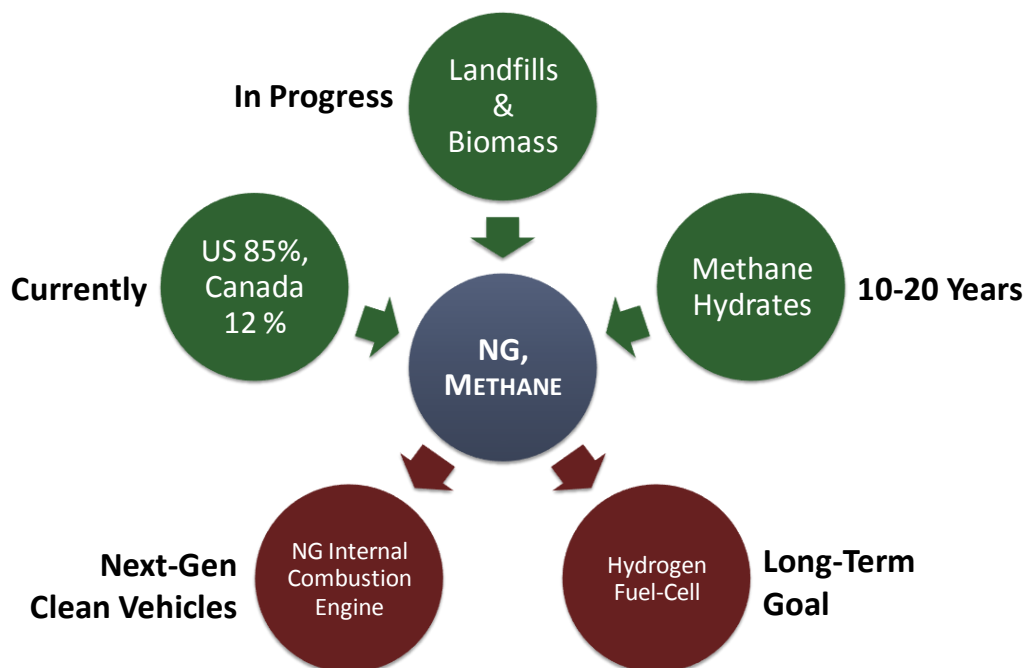 In Progress
Landfills
&
Biomass
Currently
US 85%,
Canada
12 %
Methane
Hydrates
10-20 Years
NG,
METHANE
Next-Gen
Clean Vehicles
NG Internal
Combustion
Engine
Hydrogen
Fuel-Cell
Long-Term
Goal